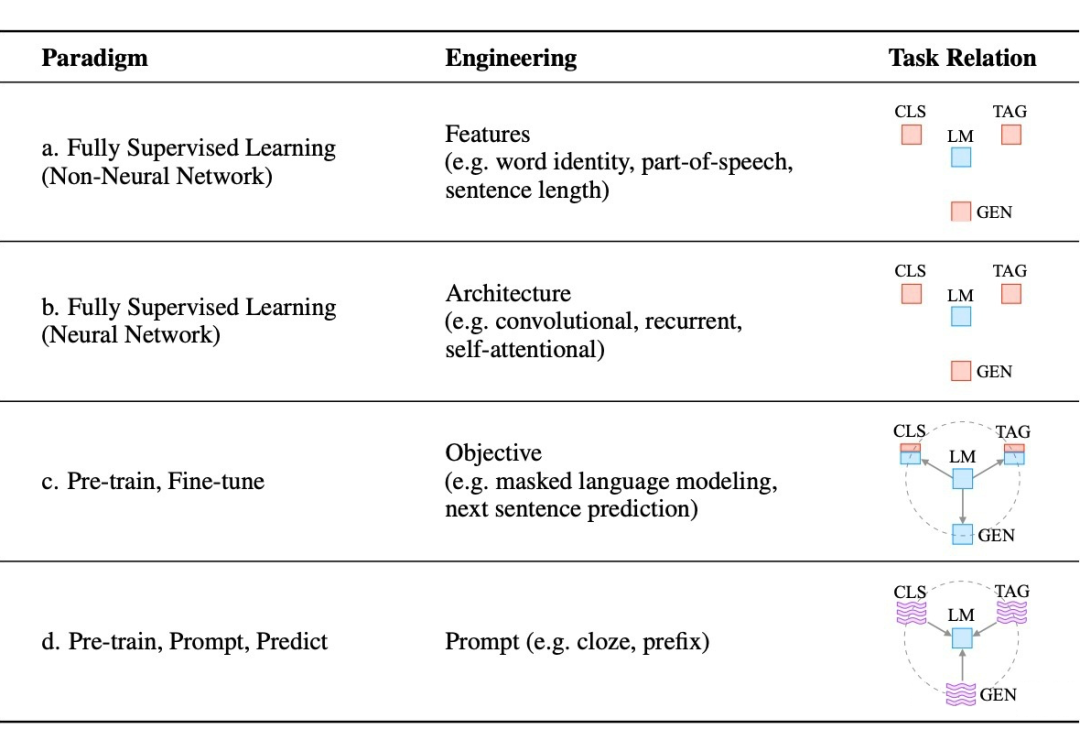 Paradigm Engineering Task Relation
a. Fully Supervised Learning
(Non-Neural Network)
Features
(e.g. word identity, part-of-speech,
sentence length)
CLS TAG
LM
GEN
b. Fully Supervised Learning
(Neural Network)
Architecture
(e.g. convolutional, recurrent,
self-attentional)
CLS TAG
LM
GEN
c. Pre-train, Fine-tune
Objective
(e.g. masked language modeling,
next sentence prediction)
CLS TAG
LM
GEN
d. Pre-train, Prompt, Predict
Prompt (e.g. cloze, prefix)
CLS TAG
LM
GEN